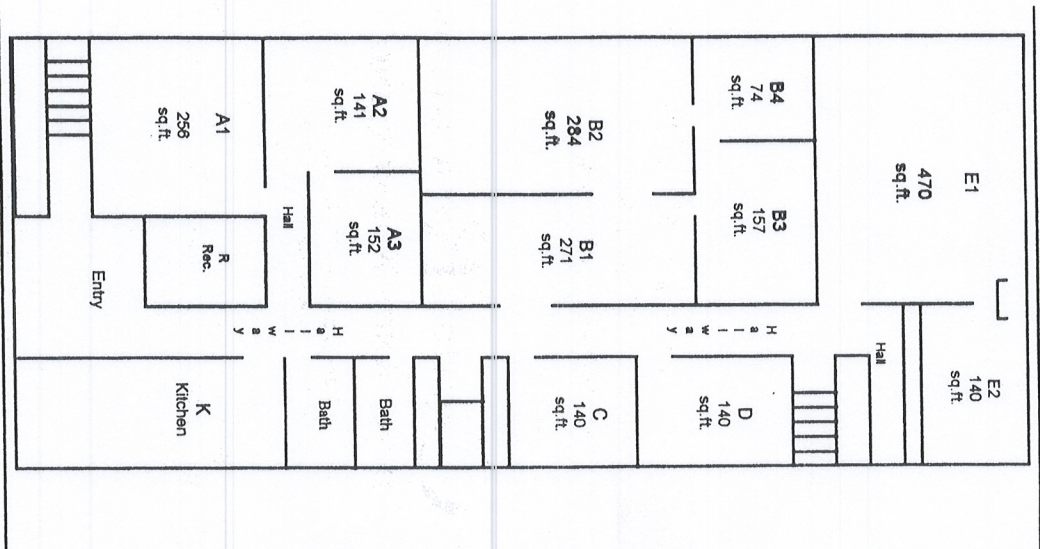 E1
470
sq.ft.
E2
140
sq.ft.
Hall
B4
74
sq.ft.
B3
157
sq.ft.
H
a
l
l
w
a
y
D
140
sq.ft.
B2
284
sq.ft.
B1
271
sq.ft.
C
140
sq.ft.
A2
141
sq.ft.
A3
152
sq.ft.
Bath
Bath
Hall
H
a
l
l
w
a
y
A1
256
sq.ft.
R
Rec.
K
Kitchen
Entry